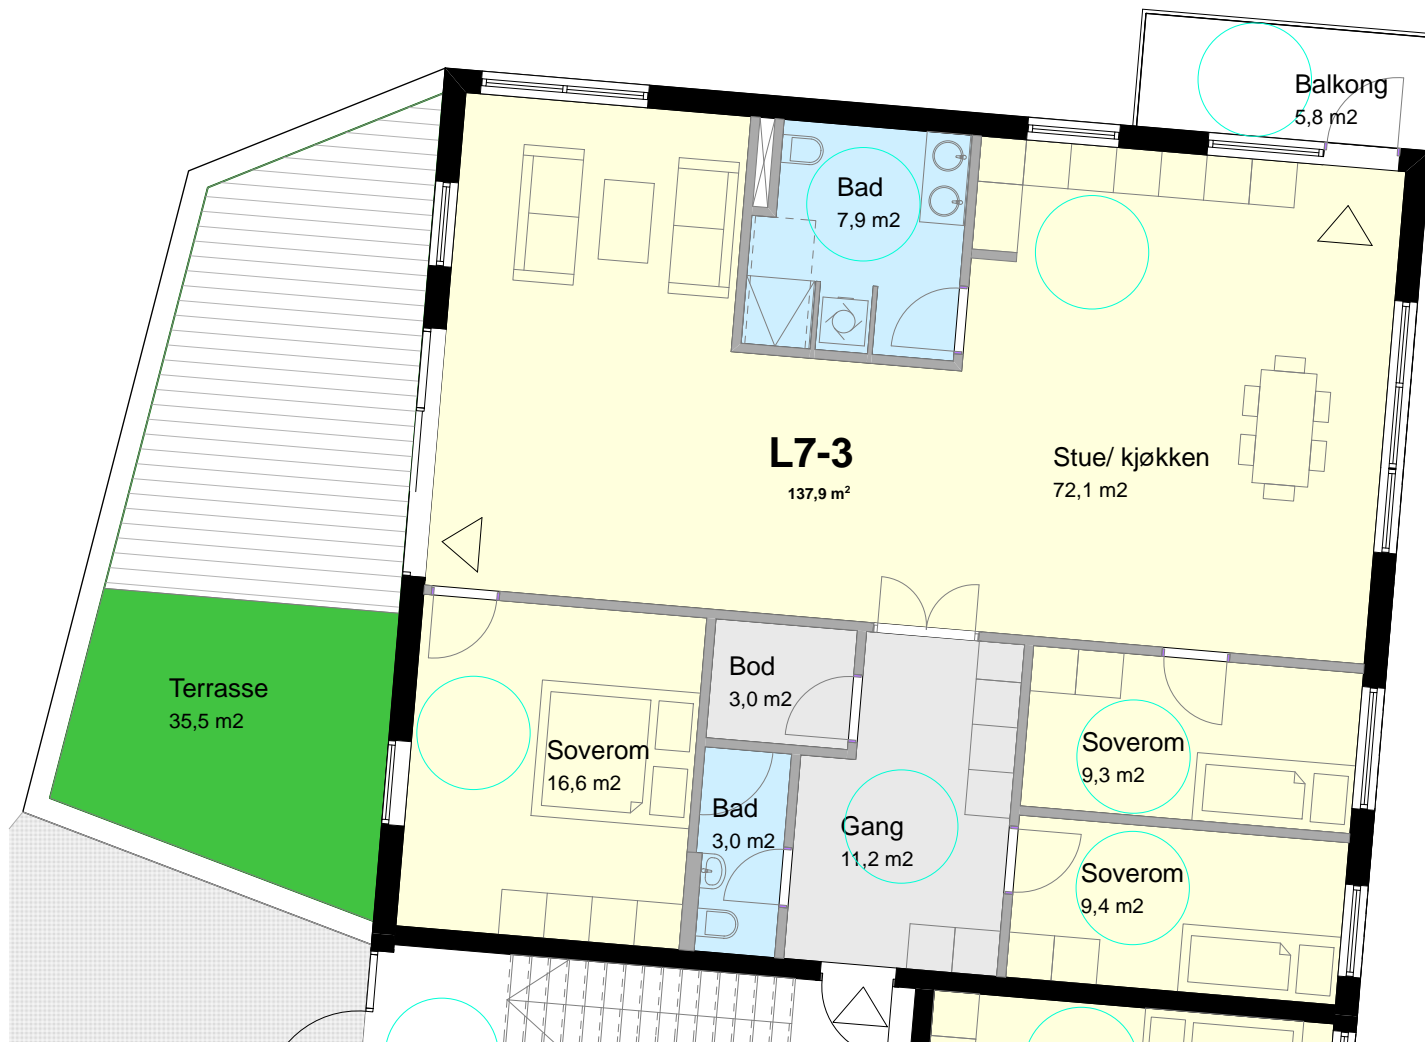 Balkong
5,8 m2
Bad
7,9 m2
L7-3
137,9 m²
Stue/ kjøkken
72,1 m2
Terrasse
35,5 m2
Bod
3,0 m2
Soverom
16,6 m2
Bad
3,0 m2
Gang
11,2 m2
Soverom
9,3 m2
Soverom
9,4 m2